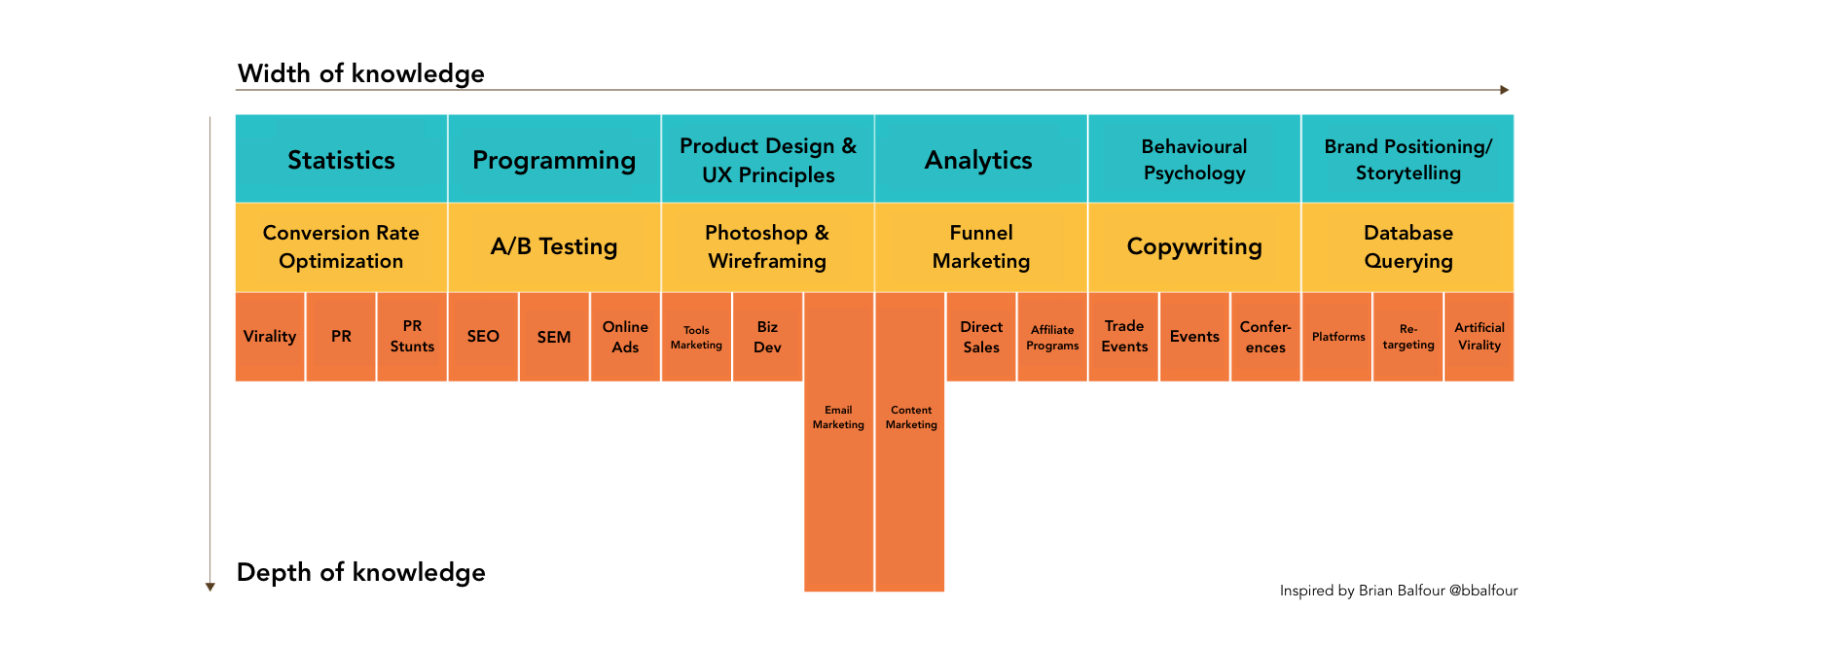 Width of knowledge
Statistics
Programming
Product Design &
UX Principles
Analytics
Behavioural
Psychology
Brand Positioning/
Storytelling
Conversion Rate
Optimization
A/B Testing
Photoshop &
Wireframing
Funnel
Marketing
Copywriting
Database
Querying
Virality
PR
PR
Stunts
SEO
SEM
Online
Ads
Tools
Marketing
Biz
Dev
Email
Marketing
Content
Marketing
Direct
Sales
Affiliate
Programs
Trade
Events
Events
Confer-
ences
Platforms
Re-
targeting
Artificial
Virality
Depth of knowledge
Inspired by Brian Balfour @bbalfour